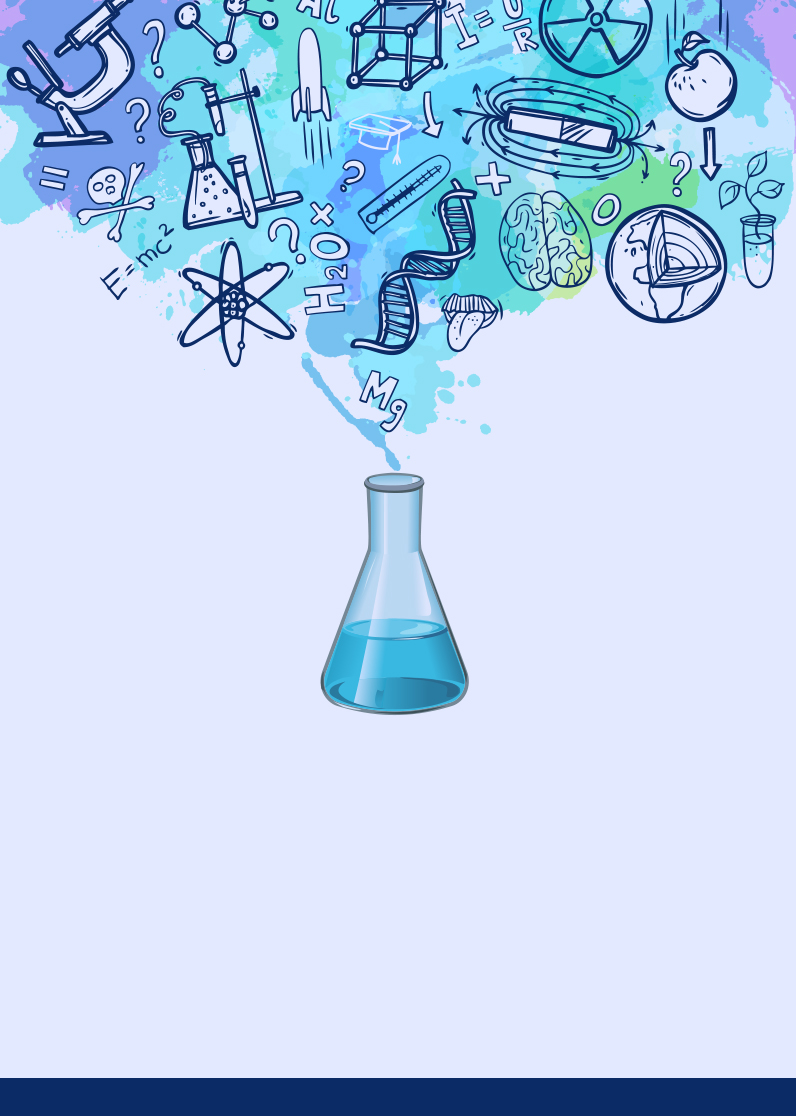 Al
I=U/R
?
?
=
?
+
?
O
E=mc²
?
H₂O
x
Mg